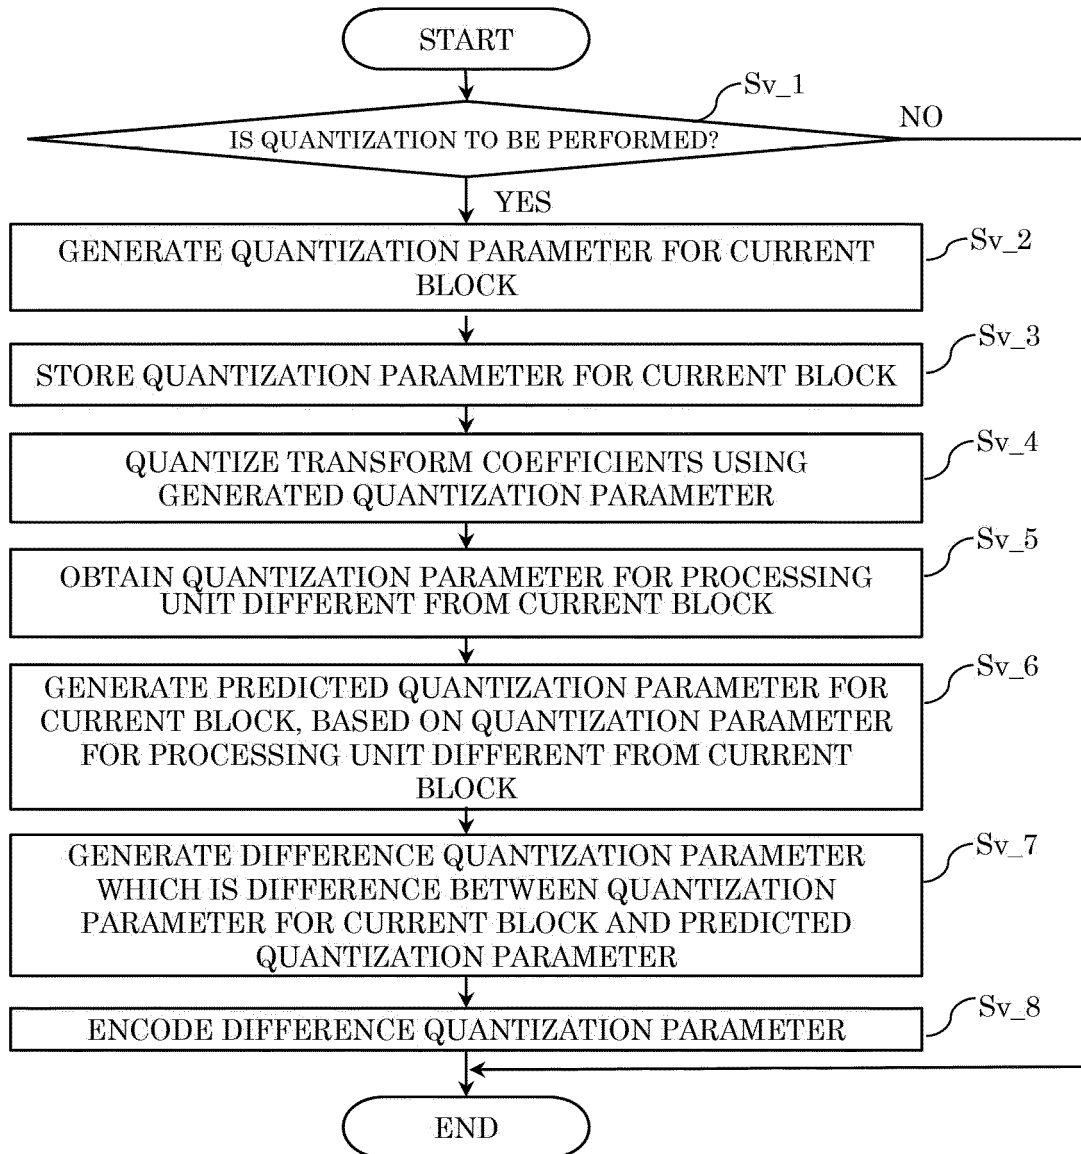 START
Sv_1
NO
IS QUANTIZATION TO BE PERFORMED?
YES
GENERATE QUANTIZATION PARAMETER FOR CURRENT
BLOCK
Sv_2
STORE QUANTIZATION PARAMETER FOR CURRENT BLOCK
Sv_3
QUANTIZE TRANSFORM COEFFICIENTS USING
GENERATED QUANTIZATION PARAMETER
Sv_4
OBTAIN QUANTIZATION PARAMETER FOR PROCESSING
UNIT DIFFERENT FROM CURRENT BLOCK
Sv_5
GENERATE PREDICTED QUANTIZATION PARAMETER FOR
CURRENT BLOCK, BASED ON QUANTIZATION PARAMETER
FOR PROCESSING UNIT DIFFERENT FROM CURRENT
BLOCK
Sv_6
GENERATE DIFFERENCE QUANTIZATION PARAMETER
WHICH IS DIFFERENCE BETWEEN QUANTIZATION
PARAMETER FOR CURRENT BLOCK AND PREDICTED
QUANTIZATION PARAMETER
Sv_7
ENCODE DIFFERENCE QUANTIZATION PARAMETER
Sv_8
END